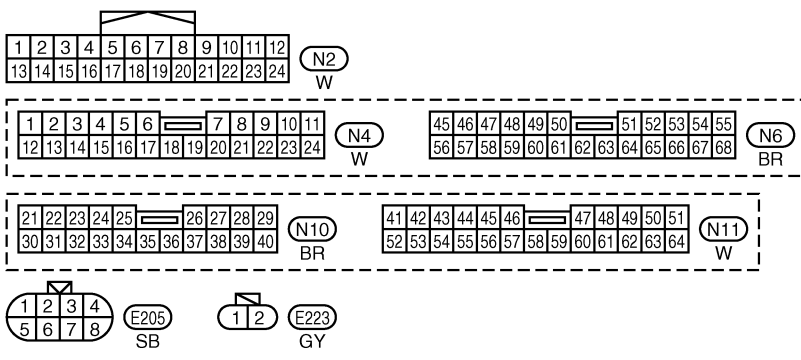 1 2 3 4 5 6 7 8 9 10 11 12
13 14 15 16 17 18 19 20 21 22 23 24
N2
W
1 2 3 4 5 6 7 8 9 10 11
12 13 14 15 16 17 18 19 20 21 22 23 24
N4
W
45 46 47 48 49 50 51 52 53 54 55
56 57 58 59 60 61 62 63 64 65 66 67 68
N6
BR
21 22 23 24 25 26 27 28 29
30 31 32 33 34 35 36 37 38 39 40
N10
BR
41 42 43 44 45 46 47 48 49 50 51
52 53 54 55 56 57 58 59 60 61 62 63 64
N11
W
1 2 3 4
5 6 7 8
E205
SB
1 2
E223
GY